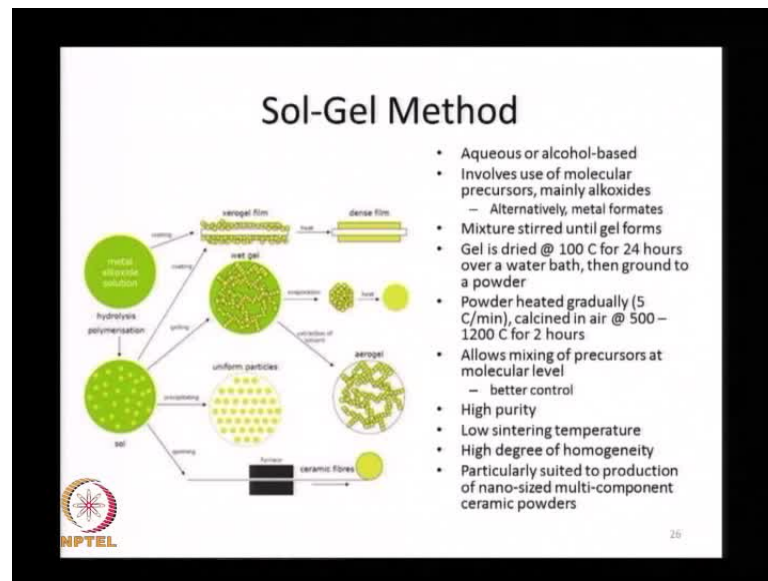 Sol-Gel Method
xerogel film
dense film
coating
heat
metal
alkoxide
solution
coating
wet gel
evaporation
heat
hydrolysis
polymerisation
gelling
extraction of
solvent
aerogel
uniform particles
precipitating
sol
spinning
furnace
ceramic fibres
• Aqueous or alcohol-based
• Involves use of molecular
precursors, mainly alkoxides
– Alternatively, metal formates
• Mixture stirred until gel forms
• Gel is dried @ 100 C for 24 hours
over a water bath, then ground to
a powder
• Powder heated gradually (5
C/min), calcined in air @ 500 –
1200 C for 2 hours
• Allows mixing of precursors at
molecular level
– better control
• High purity
• Low sintering temperature
• High degree of homogeneity
• Particularly suited to production
of nano-sized multi-component
ceramic powders
NPTEL
26